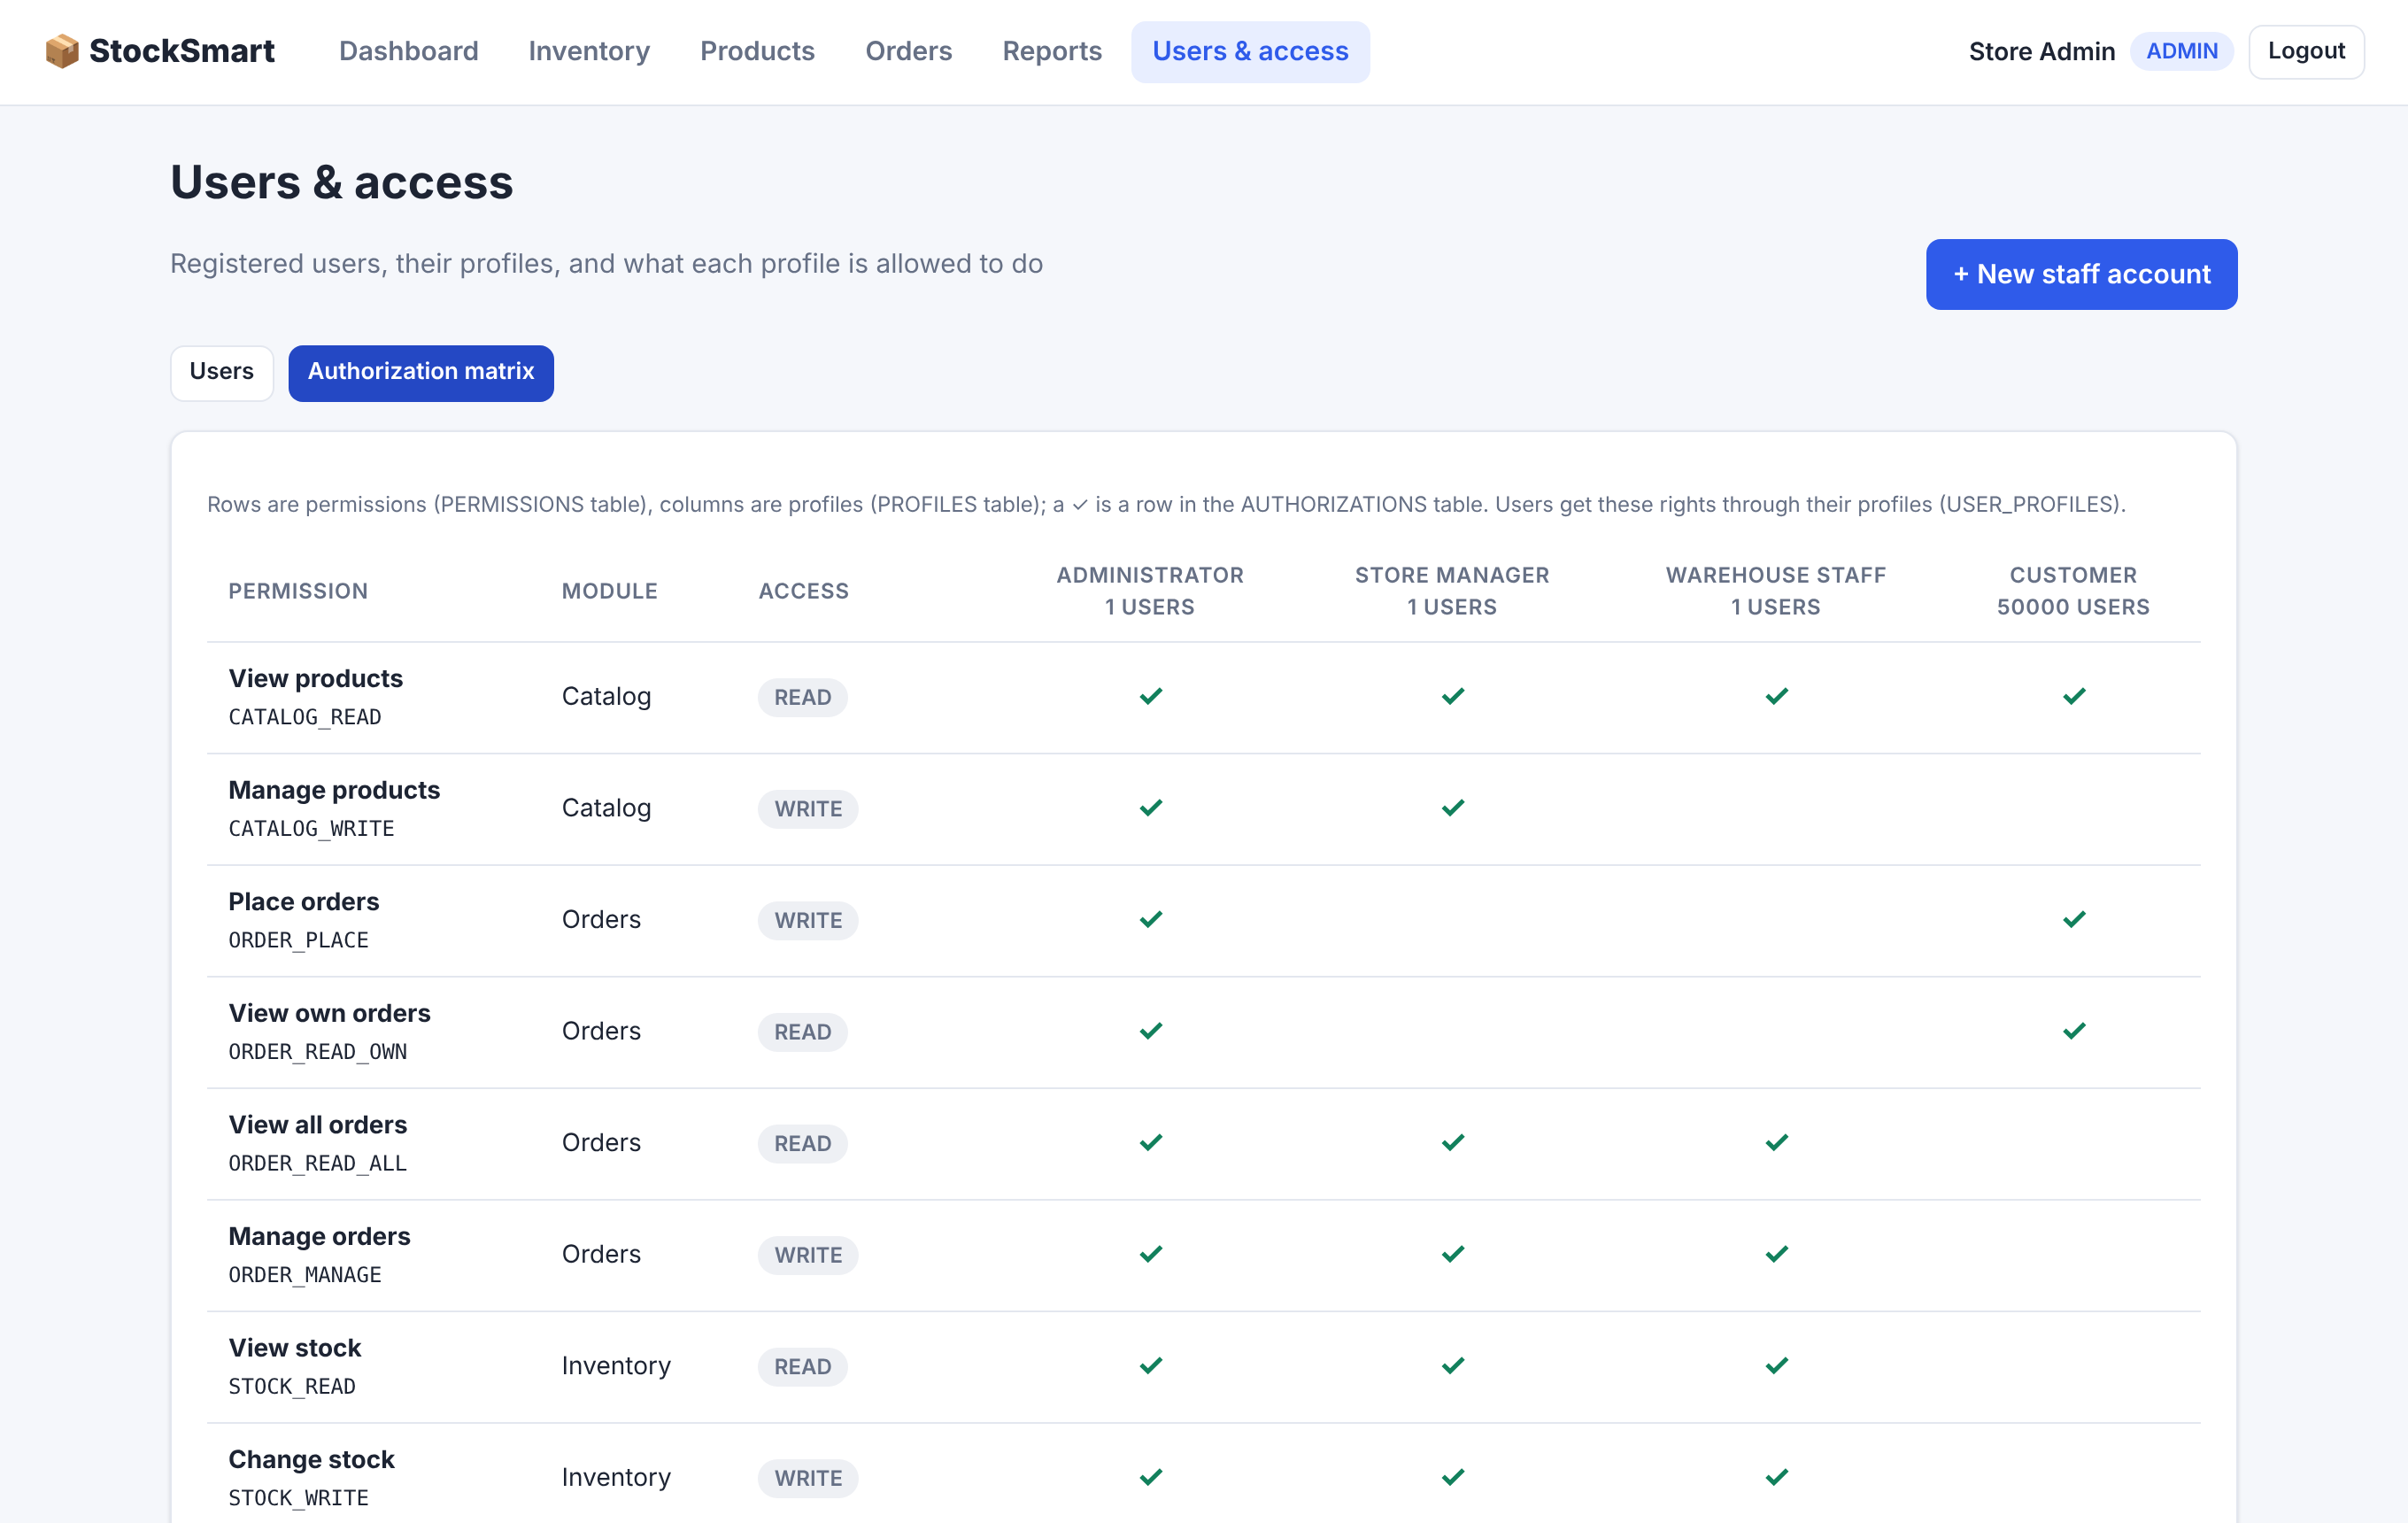 StockSmart Dashboard Inventory Products Orders Reports Users & access Store Admin ADMIN Logout
Users & access
Registered users, their profiles, and what each profile is allowed to do
+ New staff account
Users Authorization matrix
Rows are permissions (PERMISSIONS table), columns are profiles (PROFILES table); a ✓ is a row in the AUTHORIZATIONS table. Users get these rights through their profiles (USER_PROFILES).
PERMISSION MODULE ACCESS ADMINISTRATOR STORE MANAGER WAREHOUSE STAFF CUSTOMER
1 USERS 1 USERS 1 USERS 50000 USERS
View products Catalog READ ✓ ✓ ✓ ✓
CATALOG_READ
Manage products Catalog WRITE ✓ ✓
CATALOG_WRITE
Place orders Orders WRITE ✓ ✓
ORDER_PLACE
View own orders Orders READ ✓ ✓
ORDER_READ_OWN
View all orders Orders READ ✓ ✓ ✓
ORDER_READ_ALL
Manage orders Orders WRITE ✓ ✓ ✓
ORDER_MANAGE
View stock Inventory READ ✓ ✓ ✓
STOCK_READ
Change stock Inventory WRITE ✓ ✓ ✓
STOCK_WRITE